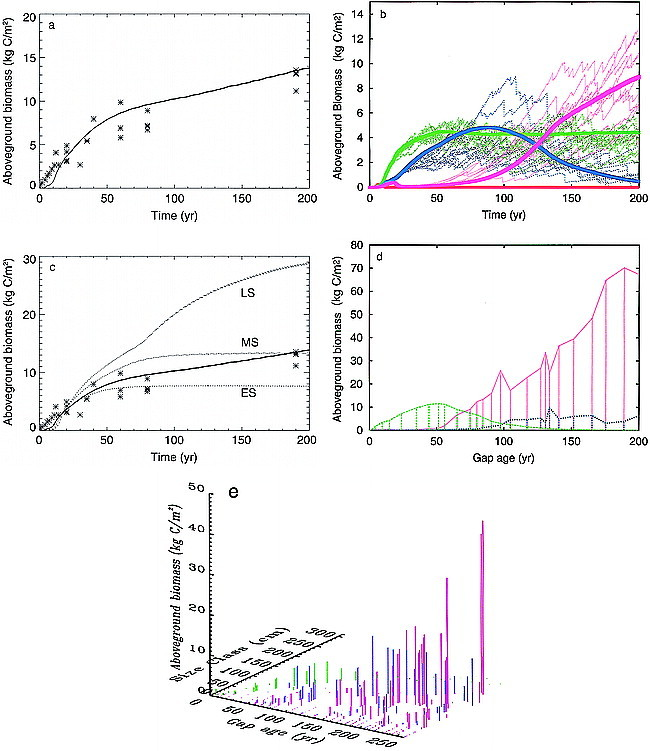 a
Aboveground biomass (kg C/m²)
20
15
10
5
0
0 50 100 150 200
Time (yr)
b
Aboveground Biomass (kg C/m²)
14
12
10
8
6
4
2
0
0 50 100 150 200
Time (yr)
c
Aboveground biomass (kg C/m²)
30
20
10
0
LS
MS
ES
0 50 100 150 200
Time (yr)
d
Aboveground biomass (kg C/m²)
80
70
60
50
40
30
20
10
0
0 50 100 150 200
Gap age (yr)
e
Aboveground biomass (kg C/m²)
50
40
30
20
10
0
Size Class (cm)
50 100 150 200 250 300
0 50 100 150 200 250
Gap age (yr)